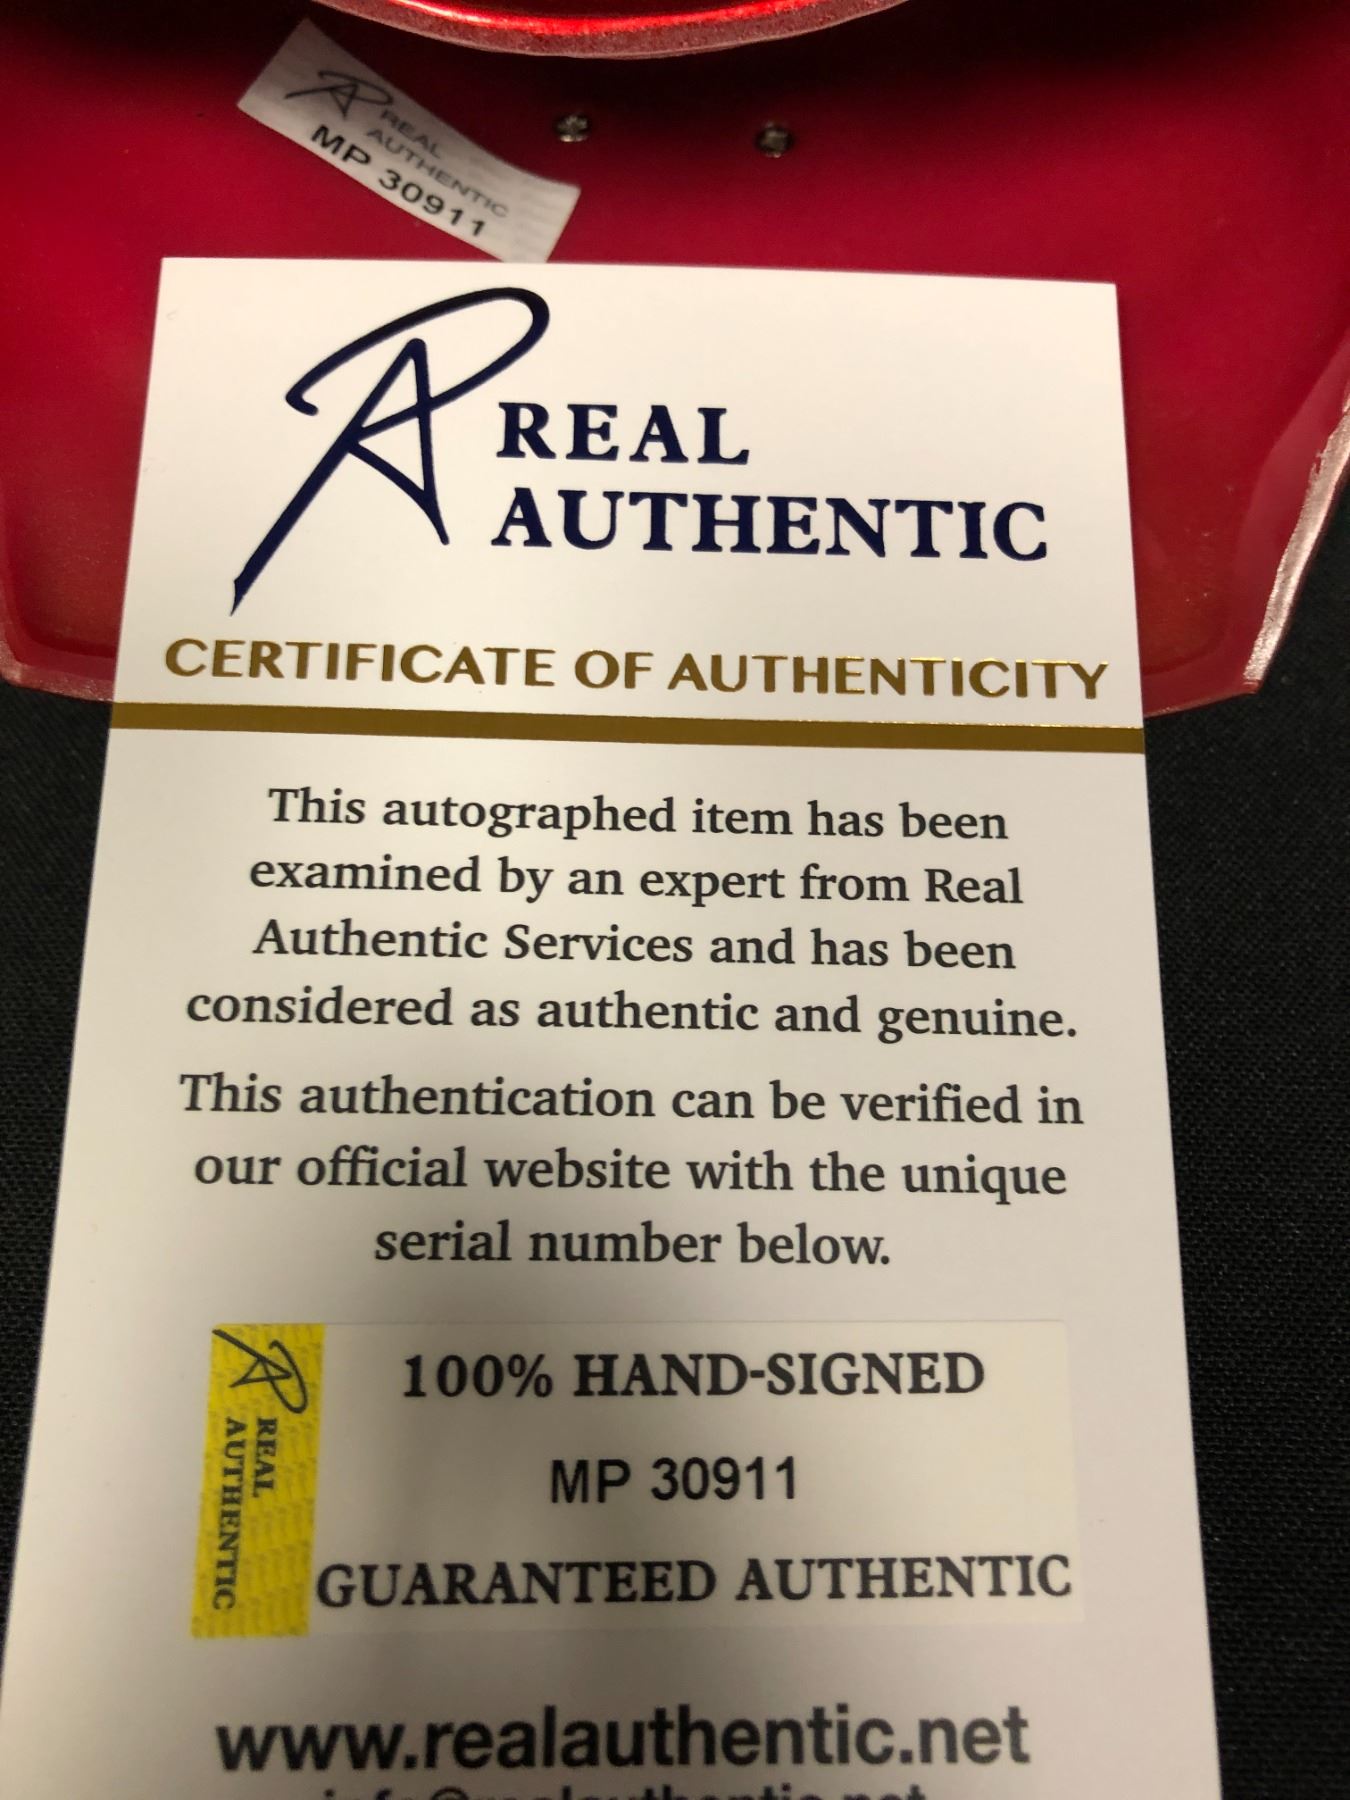 REAL
AUTHENTIC
MP 30911
REAL
AUTHENTIC
CERTIFICATE OF AUTHENTICITY
This autographed item has been
examined by an expert from Real
Authentic Services and has been
considered as authentic and genuine.
This authentication can be verified in
our official website with the unique
serial number below.
REAL
AUTHENTIC
100% HAND-SIGNED
MP 30911
GUARANTEED AUTHENTIC
www.realauthentic.net
info@realauthentic.net